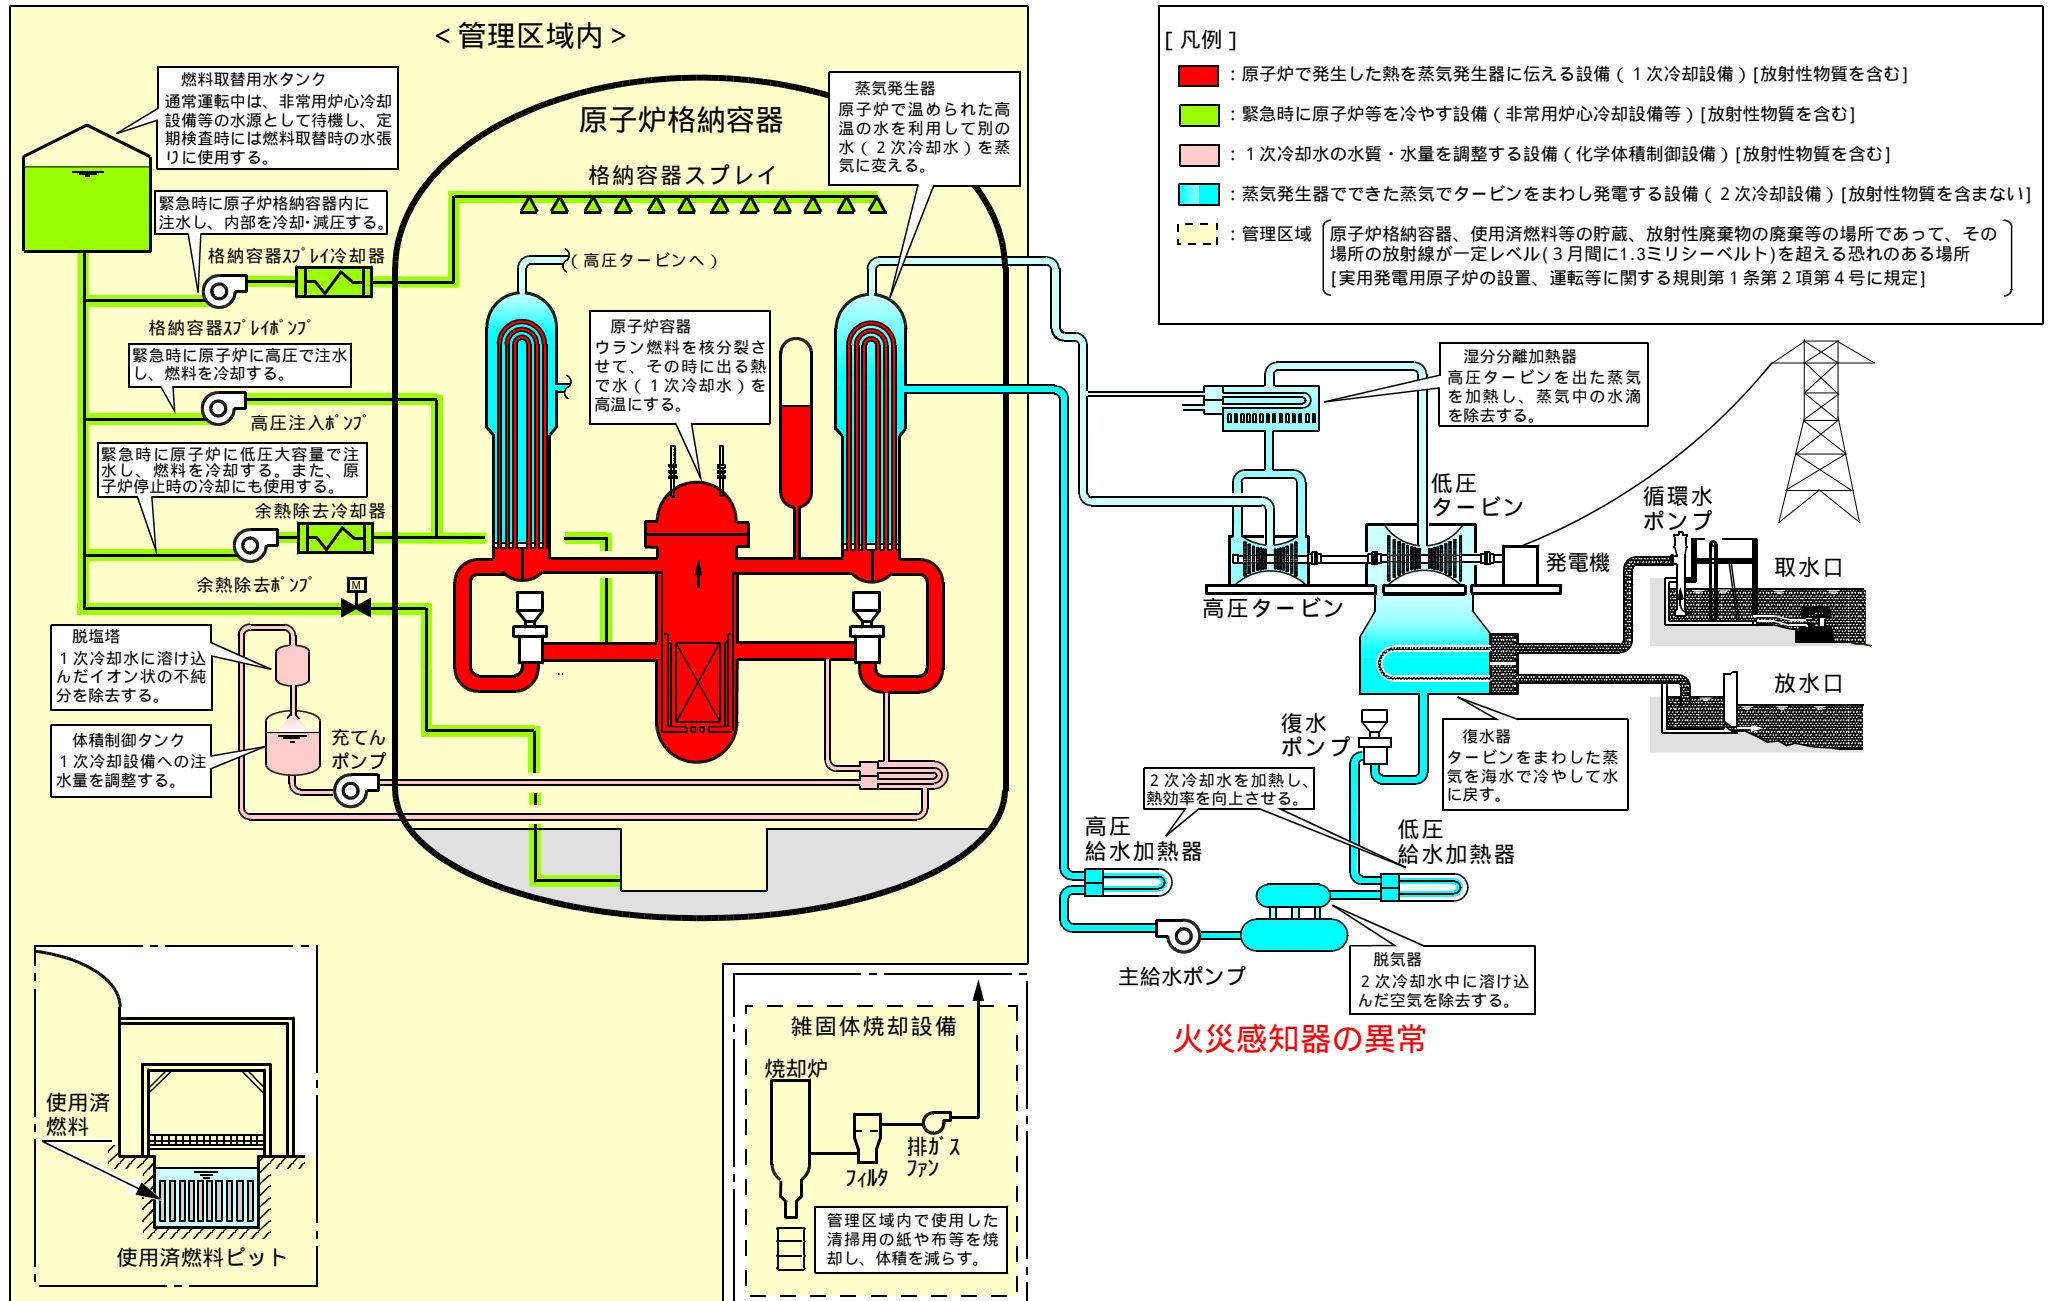 ＜管理区域内＞
燃料取替用水タンク
通常運転中は、非常用炉心冷却
設備等の水源として待機し、定
期検査時には燃料取替時の水張
りに使用する。
原子炉格納容器
蒸気発生器
原子炉で温められた高
温の水を利用して別の
水（２次冷却水）を蒸
気に変える。
格納容器スプレイ
緊急時に原子炉格納容器内に
注水し、内部を冷却･減圧する。
格納容器ｽﾌﾟﾚｲ冷却器
（高圧タービンへ）
格納容器ｽﾌﾟﾚｲﾎﾟﾝﾌﾟ
原子炉容器
ウラン燃料を核分裂さ
せて、その時に出る熱
で水（１次冷却水）を
高温にする。
緊急時に原子炉に高圧で注水
し、燃料を冷却する。
高圧注入ﾎﾟﾝﾌﾟ
緊急時に原子炉に低圧大容量で注
水し、燃料を冷却する。また、原
子炉停止時の冷却にも使用する。
余熱除去冷却器
余熱除去ﾎﾟﾝﾌﾟ
M
脱塩塔
１次冷却水に溶け込
んだイオン状の不純
分を除去する。
体積制御タンク
１次冷却設備への注
水量を調整する。
充てん
ポンプ
[凡例]
：原子炉で発生した熱を蒸気発生器に伝える設備（１次冷却設備）[放射性物質を含む]
：緊急時に原子炉等を冷やす設備（非常用炉心冷却設備等）[放射性物質を含む]
：１次冷却水の水質・水量を調整する設備（化学体積制御設備）[放射性物質を含む]
：蒸気発生器でできた蒸気でタービンをまわし発電する設備（２次冷却設備）[放射性物質を含まない]
：管理区域
原子炉格納容器、使用済燃料等の貯蔵、放射性廃棄物の廃棄等の場所であって、その
場所の放射線が一定レベル(３月間に1.3ミリシーベルト)を超える恐れのある場所
[実用発電用原子炉の設置、運転等に関する規則第１条第２項第４号に規定]
湿分分離加熱器
高圧タービンを出た蒸気
を加熱し、蒸気中の水滴
を除去する。
低圧
タービン
循環水
ポンプ
発電機
取水口
高圧タービン
放水口
復水
ポンプ
復水器
タービンをまわした蒸
気を海水で冷やして水
に戻す。
２次冷却水を加熱し、
熱効率を向上させる。
高圧
給水加熱器
低圧
給水加熱器
主給水ポンプ
脱気器
２次冷却水中に溶け込
んだ空気を除去する。
火災感知器の異常
使用済
燃料
使用済燃料ピット
雑固体焼却設備
焼却炉
フィルタ
排ｶﾞｽ
ファン
管理区域内で使用した
清掃用の紙や布等を焼
却し、体積を減らす。